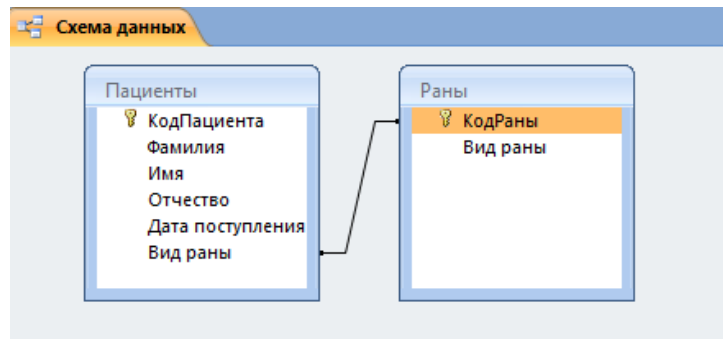 Схема данных
Пациенты
КодПациента
Фамилия
Имя
Отчество
Дата поступления
Вид раны
Раны
КодРаны
Вид раны